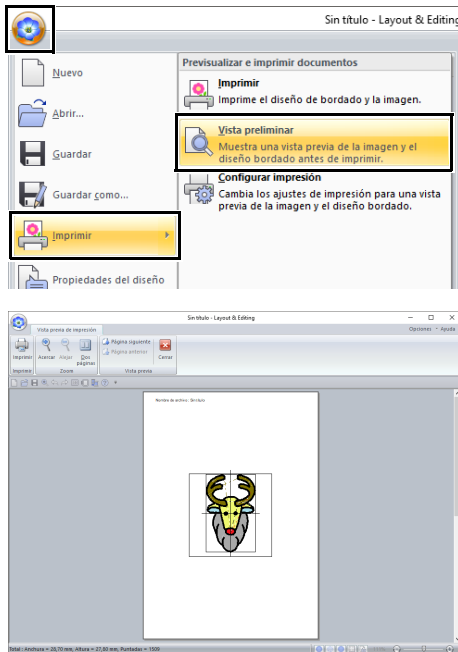 Sin título - Layout & Editing
Nuevo
Abrir...
Guardar
Guardar como...
Imprimir
Propiedades del diseño
Previsualizar e imprimir documentos
Imprimir
Imprime el diseño de bordado y la imagen.
Vista preliminar
Muestra una vista previa de la imagen y el
diseño bordado antes de imprimir.
Configurar impresión
Cambia los ajustes de impresión para una vista
previa de la imagen y el diseño bordado.
Sin título - Layout & Editing
Vista previa de impresión
Opciones
Ayuda
Imprimir
Acercar
Alejar
Dos
páginas
Página siguiente
Página anterior
Cerrar
Imprimir
Zoom
Vista previa
Nombre de archivo: Sin título
Total : Anchura = 28,70 mm, Altura = 27,80 mm, Puntadas = 1509